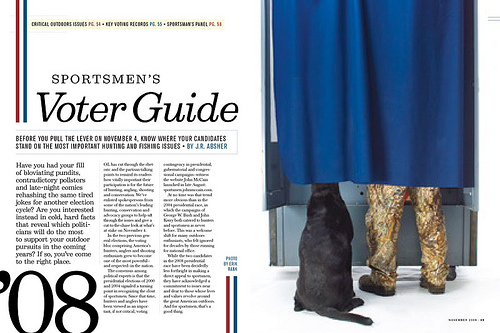 CRITICAL OUTDOORS ISSUES PG. 54 • KEY VOTING RECORDS PG. 55 • SPORTSMAN'S PANEL PG. 58
SPORTSMEN'S
Voter Guide
BEFORE YOU PULL THE LEVER ON NOVEMBER 4, KNOW WHERE YOUR CANDIDATES
STAND ON THE MOST IMPORTANT HUNTING AND FISHING ISSUES • BY J.R. ABSHER
Have you had your fill
of bloviating pundits,
contradictory pollsters
and late-night comics
rehashing the same tired
jokes for another election
cycle? Are you interested
instead in cold, hard facts
that reveal which politi-
cians will do the most
to support your outdoor
pursuits in the coming
years? If so, you've come
to the right place.
'08
OL has cut through the rhet-
oric and the partisan talking
points to remind its readers
how vitally important their
participation is for the future
of hunting, angling, shooting
and conservation. We've
enlisted spokespersons from
some of the nation's leading
hunting, conservation and
advocacy groups to help sift
through the issues and give a
cut-to-the-chase look at what's
at stake on November 4.
In the two previous gen-
eral elections, the voting
bloc comprising America's
hunters, anglers and shooting
enthusiasts grew to become
one of the most powerful—
and respected—in the nation.
The consensus among
political experts is that the
presidential elections of 2000
and 2004 signaled a turning
point in recognizing the clout
of sportsmen. Since that time,
hunters and anglers have
been viewed as an impor-
tant, if not critical, voting
contingency in presidential,
gubernatorial and congres-
sional campaigns—witness
the website John McCain
launched in late August:
sportsmenformccain.com.
At no time was that trend
more obvious than in the
2004 presidential race, in
which the campaigns of
George W. Bush and John
Kerry both catered to hunters
and sportsmen as never
before. This was a welcome
shift for many outdoors
enthusiasts, who felt ignored
for decades by those running
for national office.
While the two candidates
in the 2008 presidential
race have been decidedly
less forthright in making a
direct appeal to sportsmen,
they have acknowledged a
commitment to issues near
and dear to those whose lives
and values revolve around
the great American outdoors.
And for sportsmen, that's a
good thing.
PHOTO
BY ERIK
RANK
NOVEMBER 2008